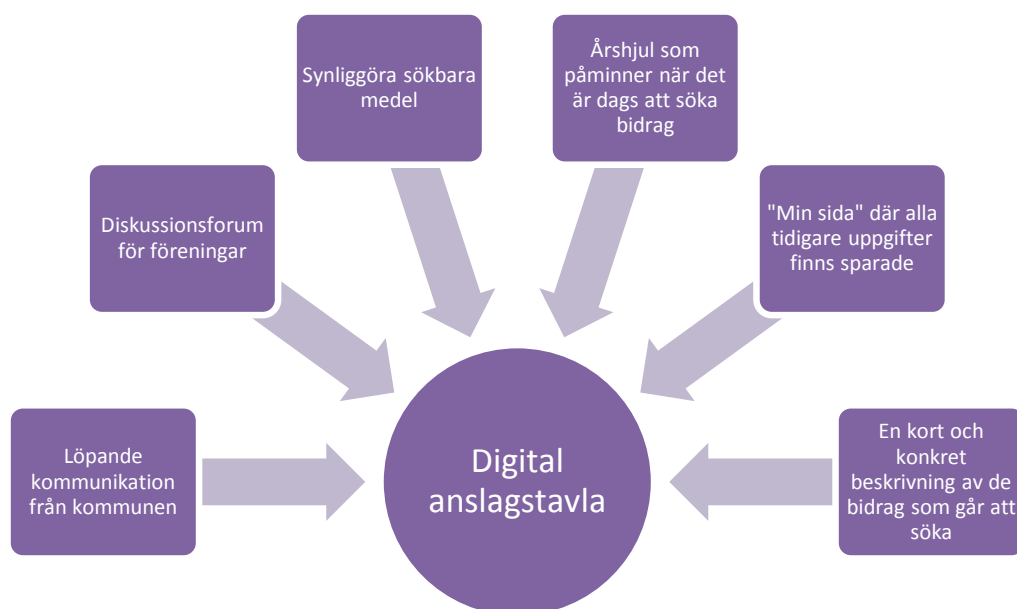 Löpande
kommunikation
från kommunen
Diskussionsforum
för föreningar
Synliggöra sökbara
medel
Årshjul som
påminner när det
är dags att söka
bidrag
"Min sida" där alla
tidigare uppgifter
finns sparade
En kort och
konkret
beskrivning av de
bidrag som går att
söka
Digital
anslagstavla